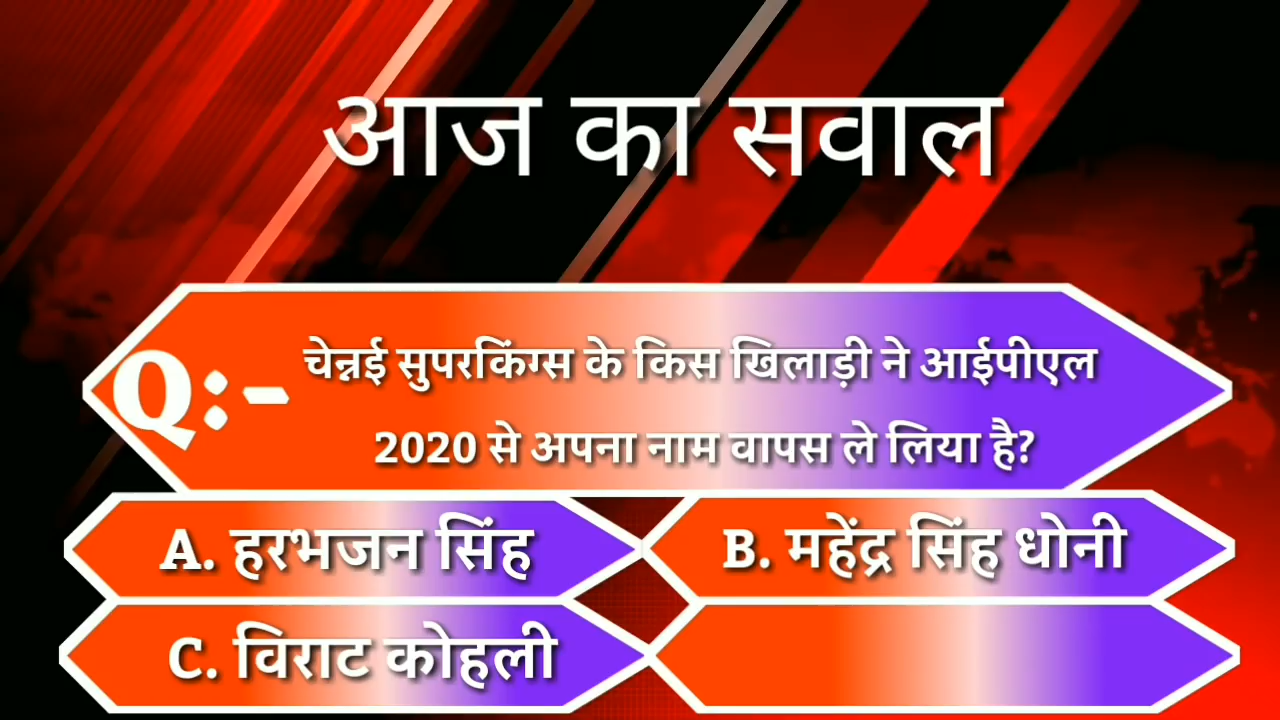 आज का सवाल
Q:- चेन्नई सुपरकिंग्स के किस खिलाड़ी ने आईपीएल
2020 से अपना नाम वापस ले लिया है?
A. हरभजन सिंह
B. महेंद्र सिंह धोनी
C. विराट कोहली